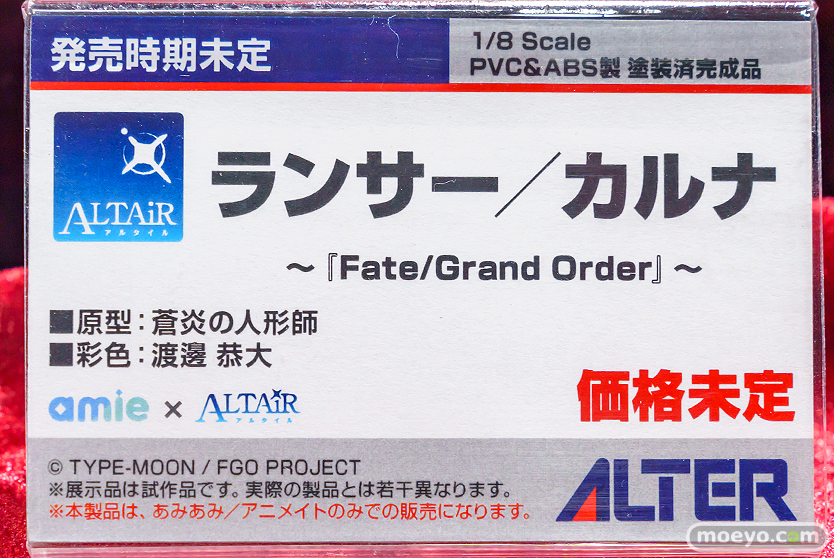 発売時期未定
1/8 Scale
PVC&ABS製 塗装済完成品
ALTAiR
アルタイル
ランサー／カルナ
～『Fate/Grand Order』～
■原型：蒼炎の人形師
■彩色：渡邊 恭大
amie × ALTAiR
アルタイル
価格未定
© TYPE-MOON / FGO PROJECT
※展示品は試作品です。実際の製品とは若干異なります。
※本製品は、あみあみ／アニメイトのみでの販売になります。
ALTER
moeyo.com